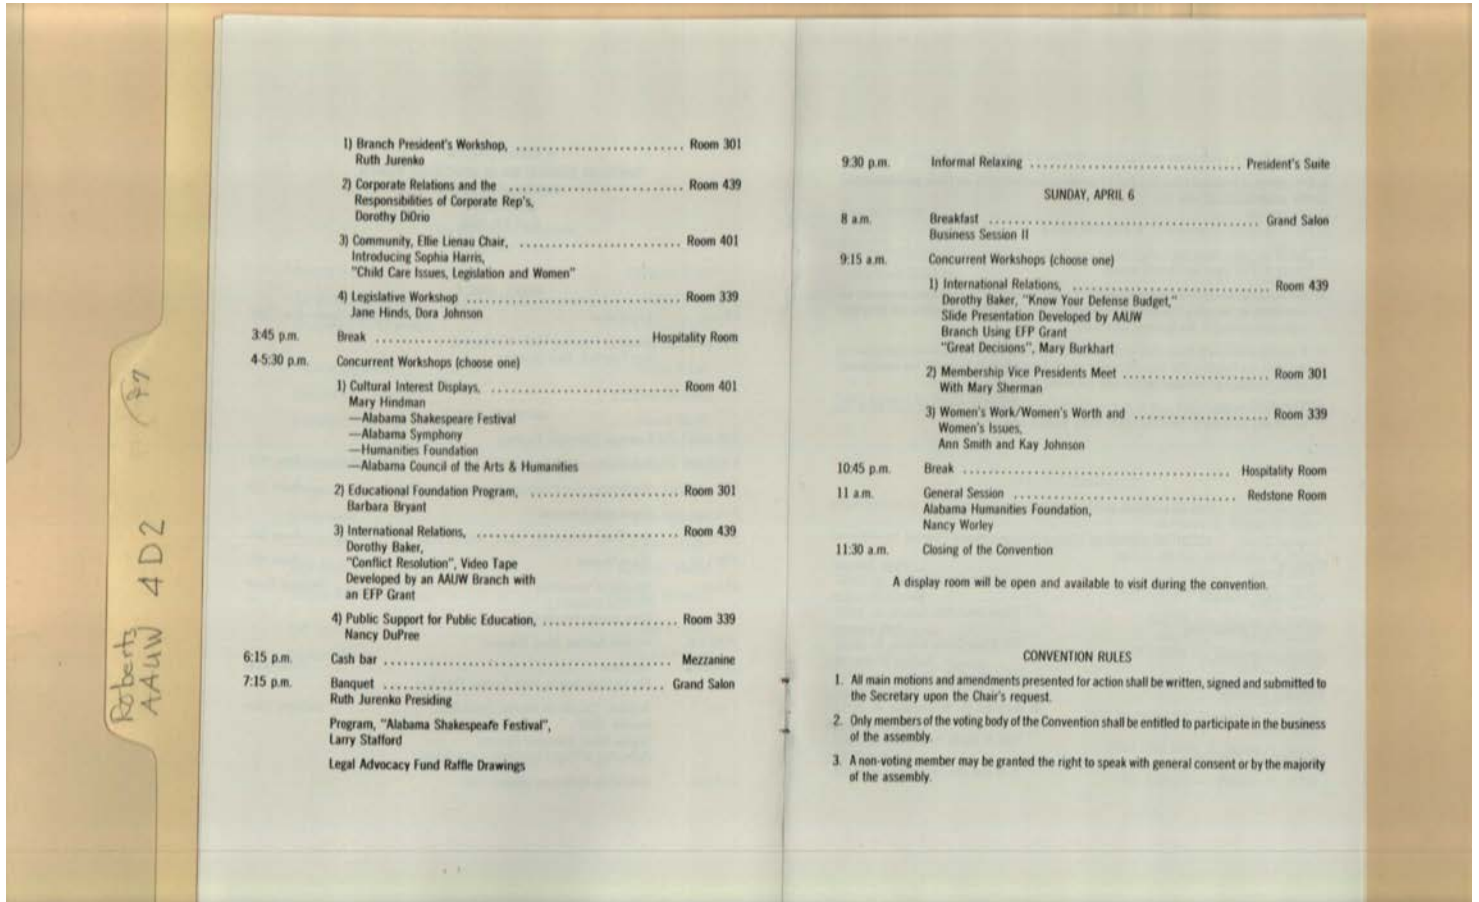 1) Branch President's Workshop, ........................ Room 301
Ruth Jurenko
2) Corporate Relations and the ......................... Room 439
Responsibilities of Corporate Rep's,
Dorothy DiOrio
3) Community, Ellie Lienau Chair, ....................... Room 401
Introducing Sophia Harris,
"Child Care Issues, Legislation and Women"
4) Legislative Workshop ............................... Room 339
Jane Hinds, Dora Johnson
3:45 p.m. Break ...................................... Hospitality Room
4-5:30 p.m. Concurrent Workshops (choose one)
1) Cultural Interest Displays, ........................... Room 401
Mary Hindman
—Alabama Shakespeare Festival
—Alabama Symphony
—Humanities Foundation
—Alabama Council of the Arts & Humanities
2) Educational Foundation Program, ..................... Room 301
Barbara Bryant
3) International Relations, ............................. Room 439
Dorothy Baker,
"Conflict Resolution", Video Tape
Developed by an AAUW Branch with
an EFP Grant
4) Public Support for Public Education, .................... Room 339
Nancy DuPree
6:15 p.m. Cash bar ......................................... Mezzanine
7:15 p.m. Banquet ........................................ Grand Salon
Ruth Jurenko Presiding
Program, "Alabama Shakespeafe Festival",
Larry Stafford
Legal Advocacy Fund Raffle Drawings
9:30 p.m. Informal Relaxing ............................... President's Suite
SUNDAY, APRIL 6
8 a.m. Breakfast ....................................... Grand Salon
Business Session II
9:15 a.m. Concurrent Workshops (choose one)
1) International Relations, ............................. Room 439
Dorothy Baker, "Know Your Defense Budget,"
Slide Presentation Developed by AAUW
Branch Using EFP Grant
"Great Decisions", Mary Burkhart
2) Membership Vice Presidents Meet ..................... Room 301
With Mary Sherman
3) Women's Work/Women's Worth and .................... Room 339
Women's Issues,
Ann Smith and Kay Johnson
10:45 p.m. Break ....................................... Hospitality Room
11 a.m. General Session ................................ Redstone Room
Alabama Humanities Foundation,
Nancy Worley
11:30 a.m. Closing of the Convention
A display room will be open and available to visit during the convention.
CONVENTION RULES
1. All main motions and amendments presented for action shall be written, signed and submitted to
the Secretary upon the Chair's request.
2. Only members of the voting body of the Convention shall be entitled to participate in the business
of the assembly.
3. A non-voting member may be granted the right to speak with general consent or by the majority
of the assembly.
Roberts
AAUW 4D2